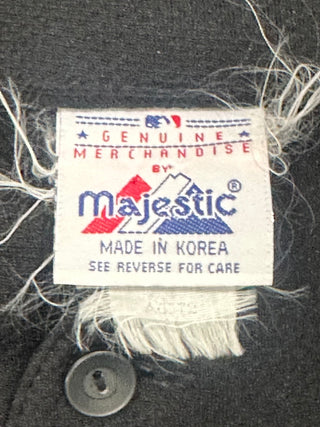 GENUINE
MERCHANDISE
BY
Majestic®
MADE IN KOREA
SEE REVERSE FOR CARE